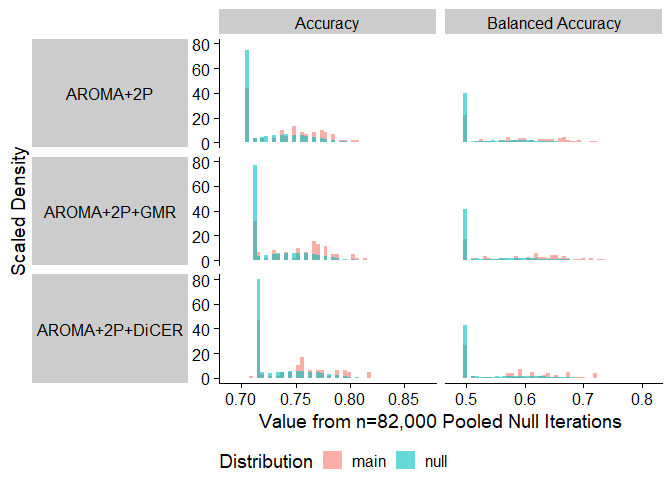 Accuracy
Balanced Accuracy
Scaled Density
AROMA+2P
80
60
40
20
0
AROMA+2P+GMR
80
60
40
20
0
AROMA+2P+DiCER
80
60
40
20
0
0.70
0.75
0.80
0.85
0.5
0.6
0.7
0.8
Value from n=82,000 Pooled Null Iterations
Distribution
main
null